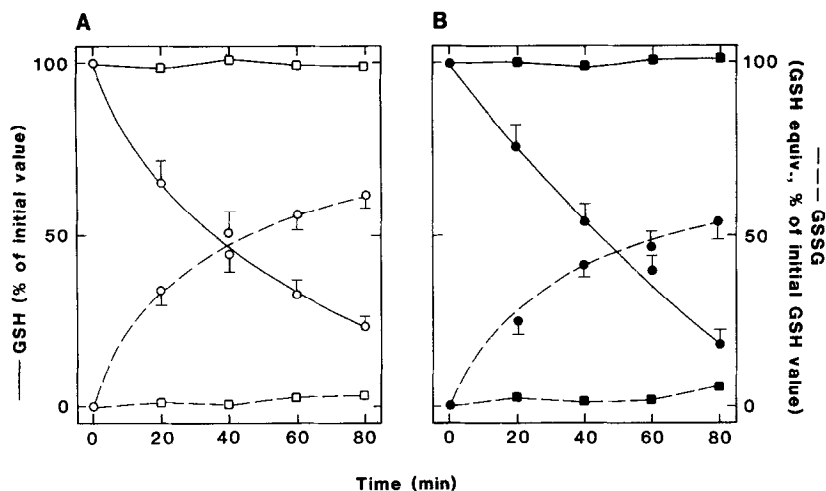 A
B
100
50
0
—— GSH (% of initial value)
0 20 40 60 80
0 20 40 60 80
100
50
0
--- GSSG
(GSH equiv., % of initial GSH value)
Time (min)